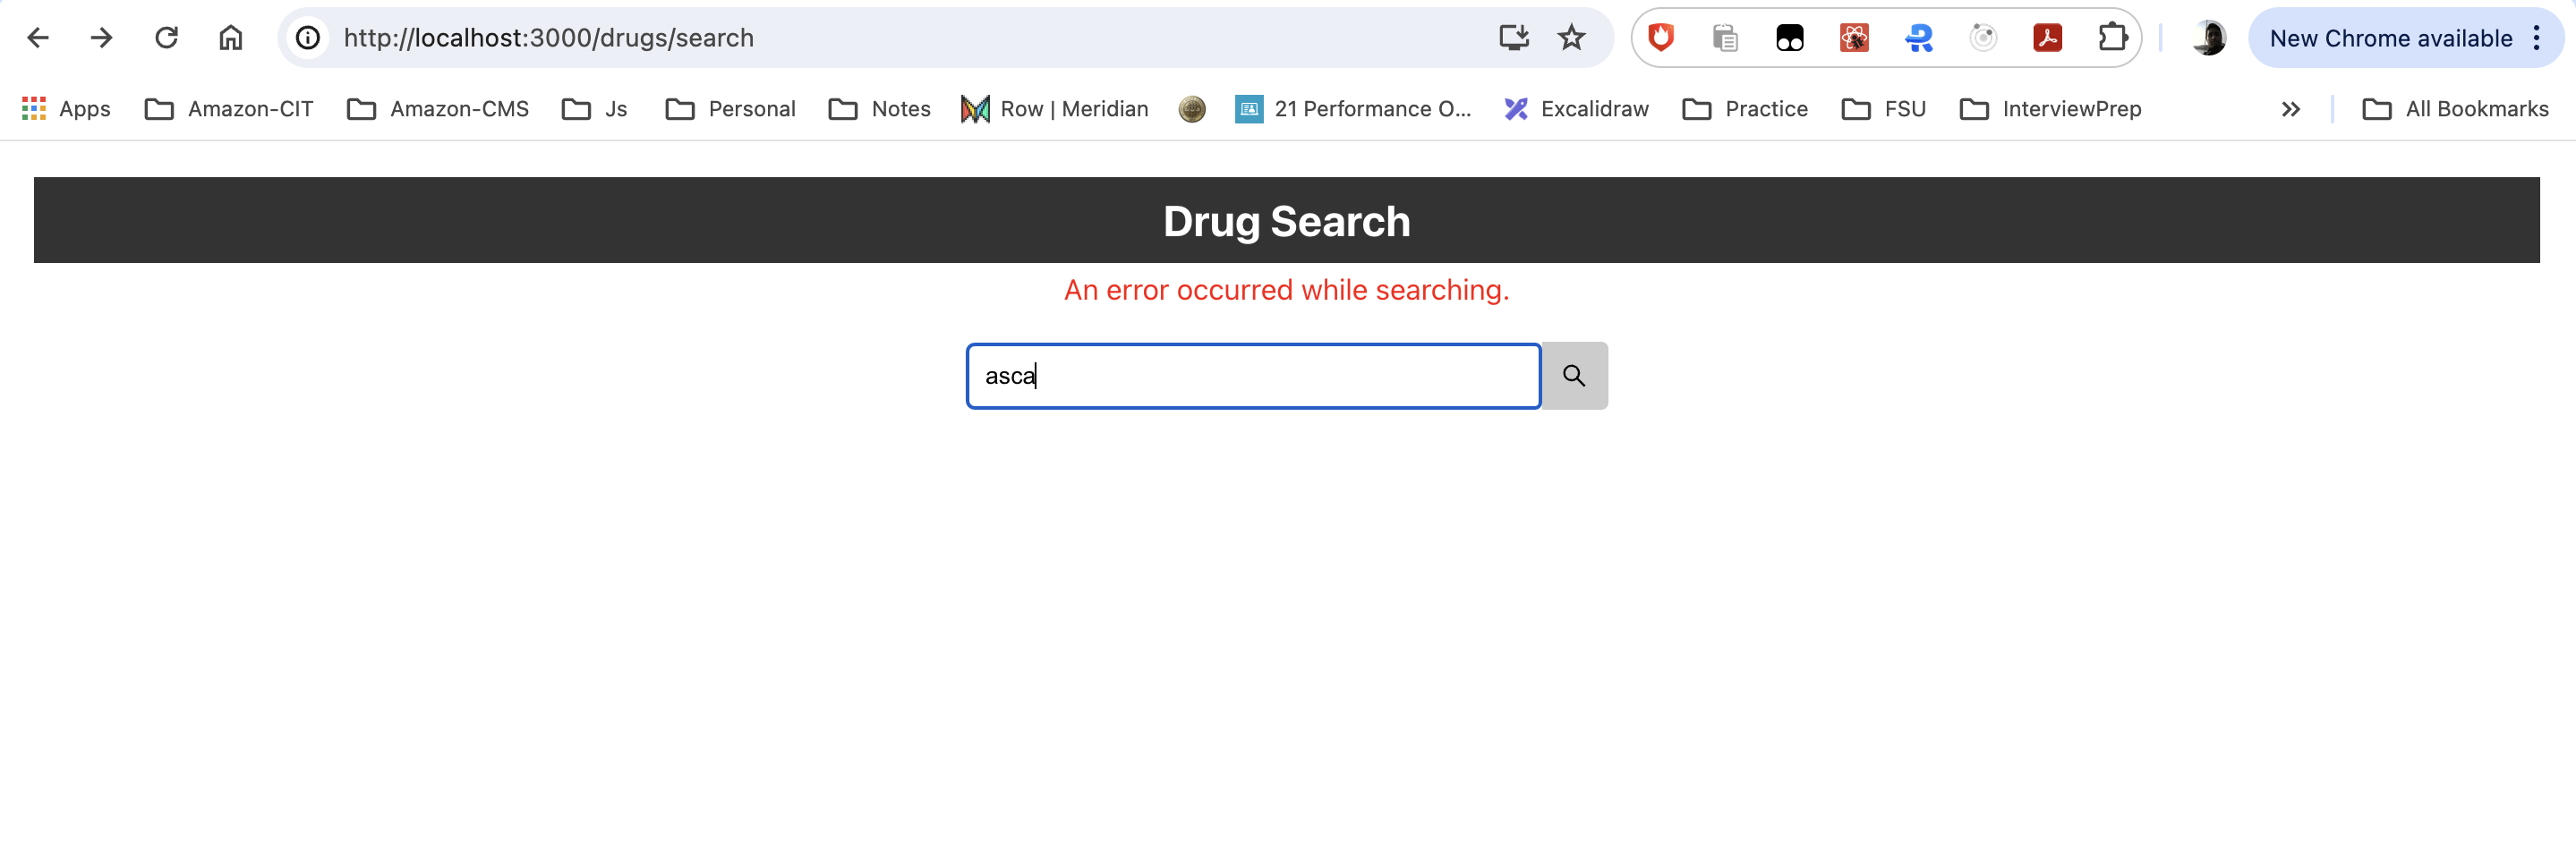 http://localhost:3000/drugs/search
New Chrome available
Apps
Amazon-CIT
Amazon-CMS
Js
Personal
Notes
Row | Meridian
21 Performance O...
Excalidraw
Practice
FSU
InterviewPrep
All Bookmarks
Drug Search
An error occurred while searching.
asca